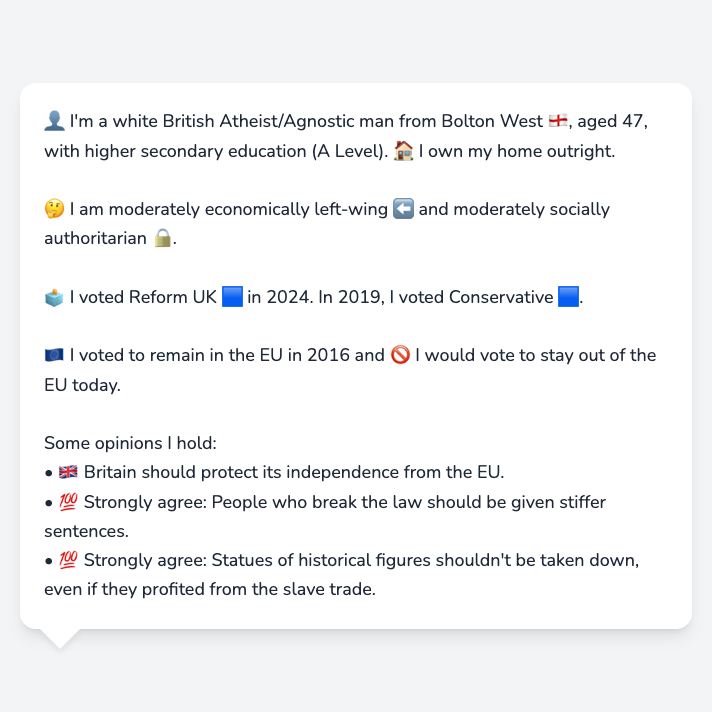 👤 I'm a white British Atheist/Agnostic man from Bolton West 🏴󠁧󠁢󠁥󠁮󠁧󠁿, aged 47,
with higher secondary education (A Level). 🏠 I own my home outright.
🤔 I am moderately economically left-wing ⬅️ and moderately socially
authoritarian 🔒.
🗳️ I voted Reform UK 🟦 in 2024. In 2019, I voted Conservative 🟦.
🇪🇺 I voted to remain in the EU in 2016 and 🚫 I would vote to stay out of the
EU today.
Some opinions I hold:
• 🇬🇧 Britain should protect its independence from the EU.
• 💯 Strongly agree: People who break the law should be given stiffer
sentences.
• 💯 Strongly agree: Statues of historical figures shouldn't be taken down,
even if they profited from the slave trade.